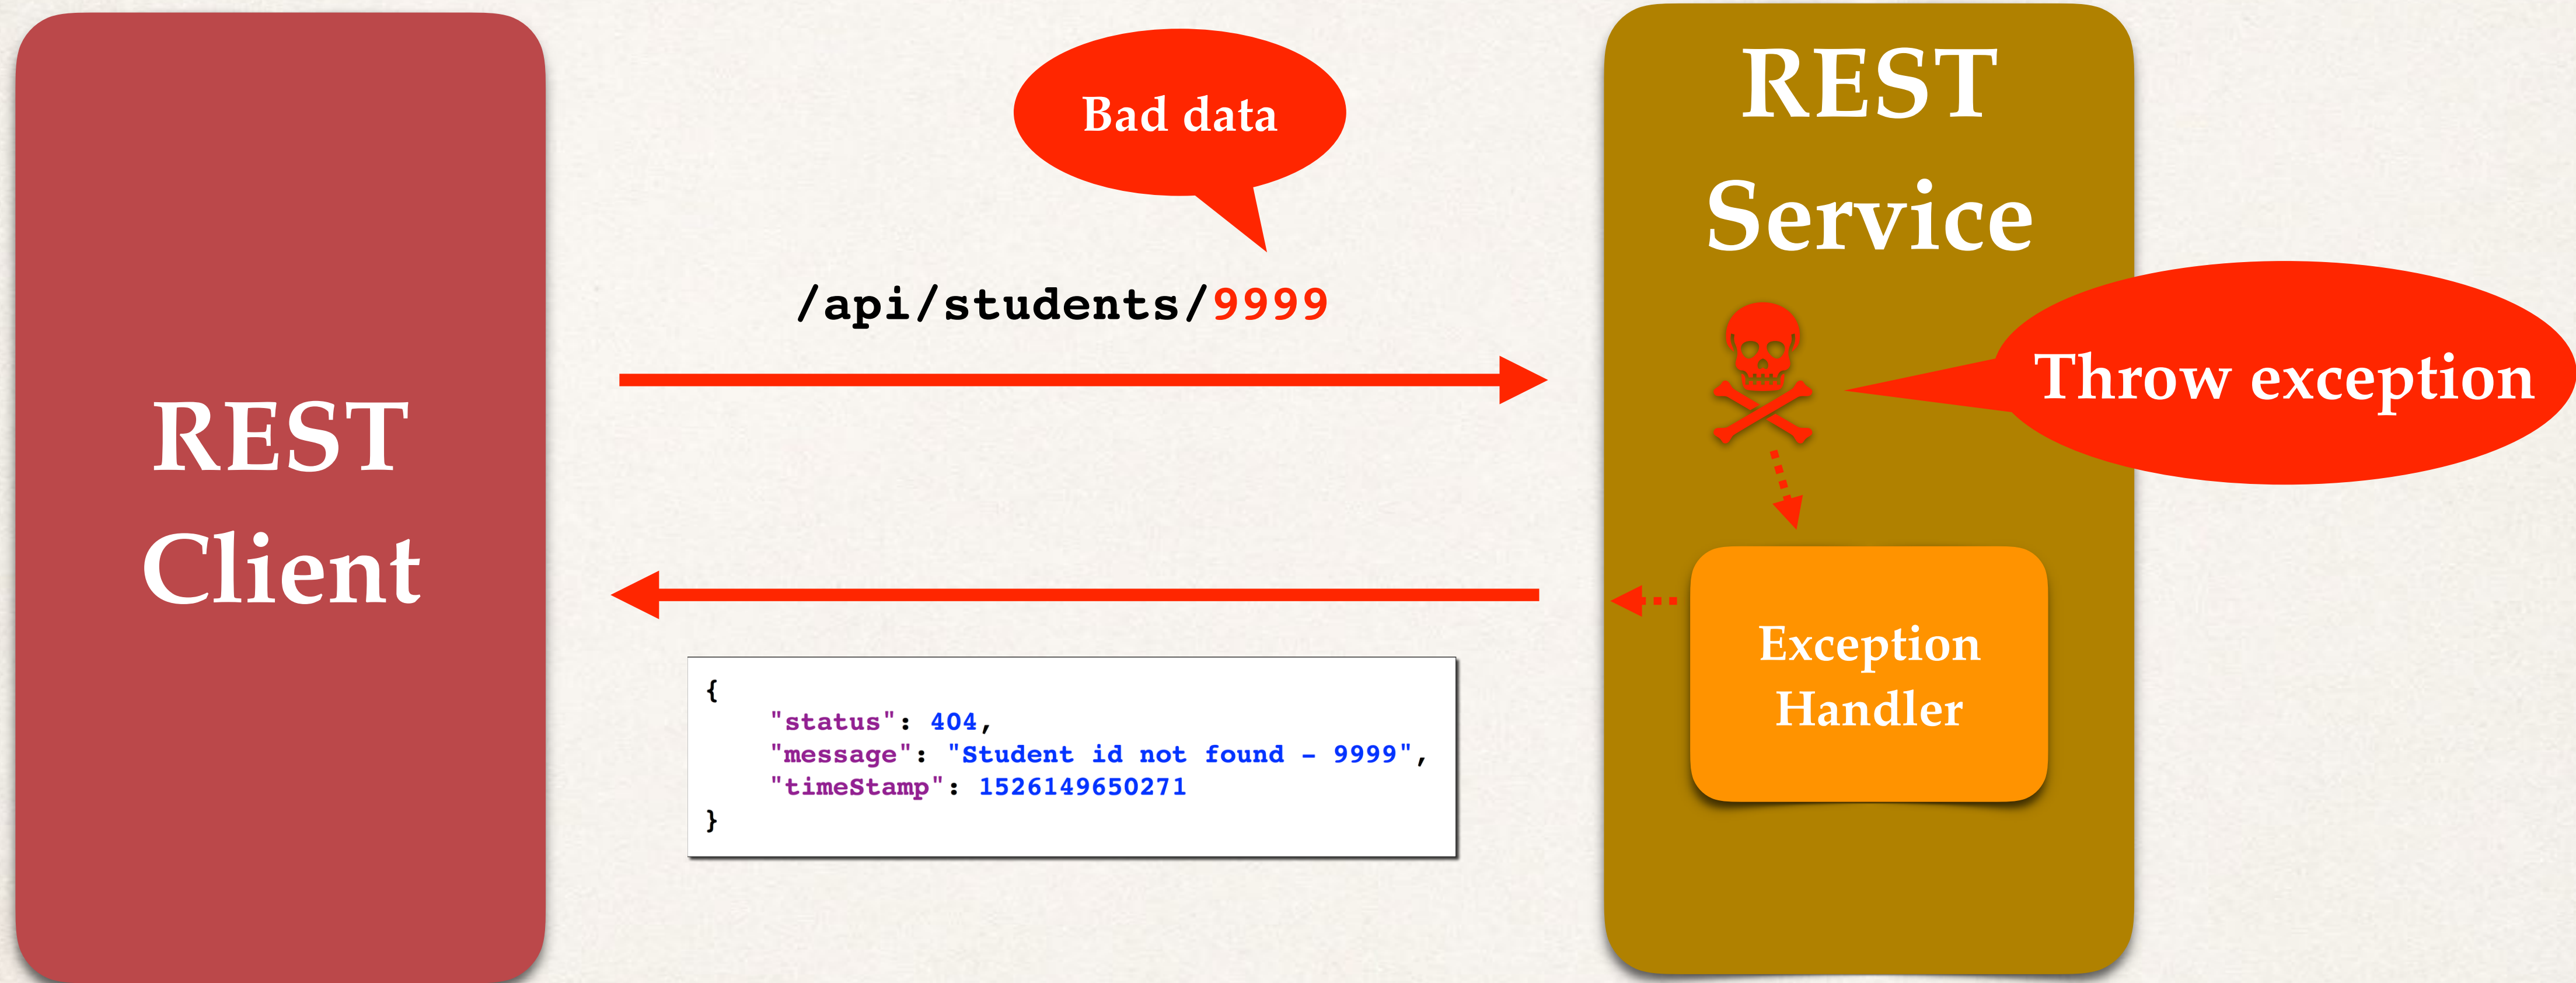 REST
Client
Bad data
/api/students/9999
{
"status": 404,
"message": "Student id not found - 9999",
"timeStamp": 1526149650271
}
REST
Service
Throw exception
Exception
Handler